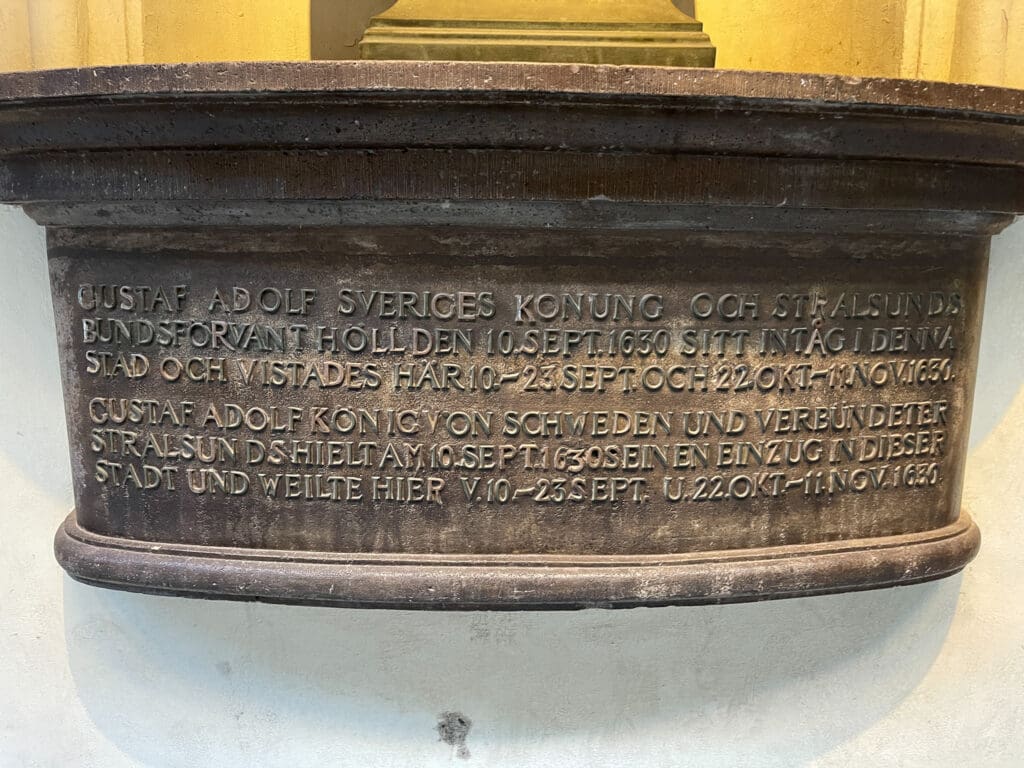 GUSTAF ADOLF SVERIGES KONUNG OCH STRALSUNDS
BUNDSFÖRVANT HÖLL DEN 10. SEPT. 1630 SITT INTÅG I DENNA
STAD OCH VISTADES HÄR 10.–23. SEPT. OCH 22. OKT.–11. NOV. 1630.
GUSTAF ADOLF KÖNIG VON SCHWEDEN UND VERBÜNDETER
STRALSUNDS HIELT AM 10. SEPT. 1630 SEINEN EINZUG IN DIESER
STADT UND WEILTE HIER V. 10–23 SEPT. U. 22. OKT.–11. NOV. 1630.